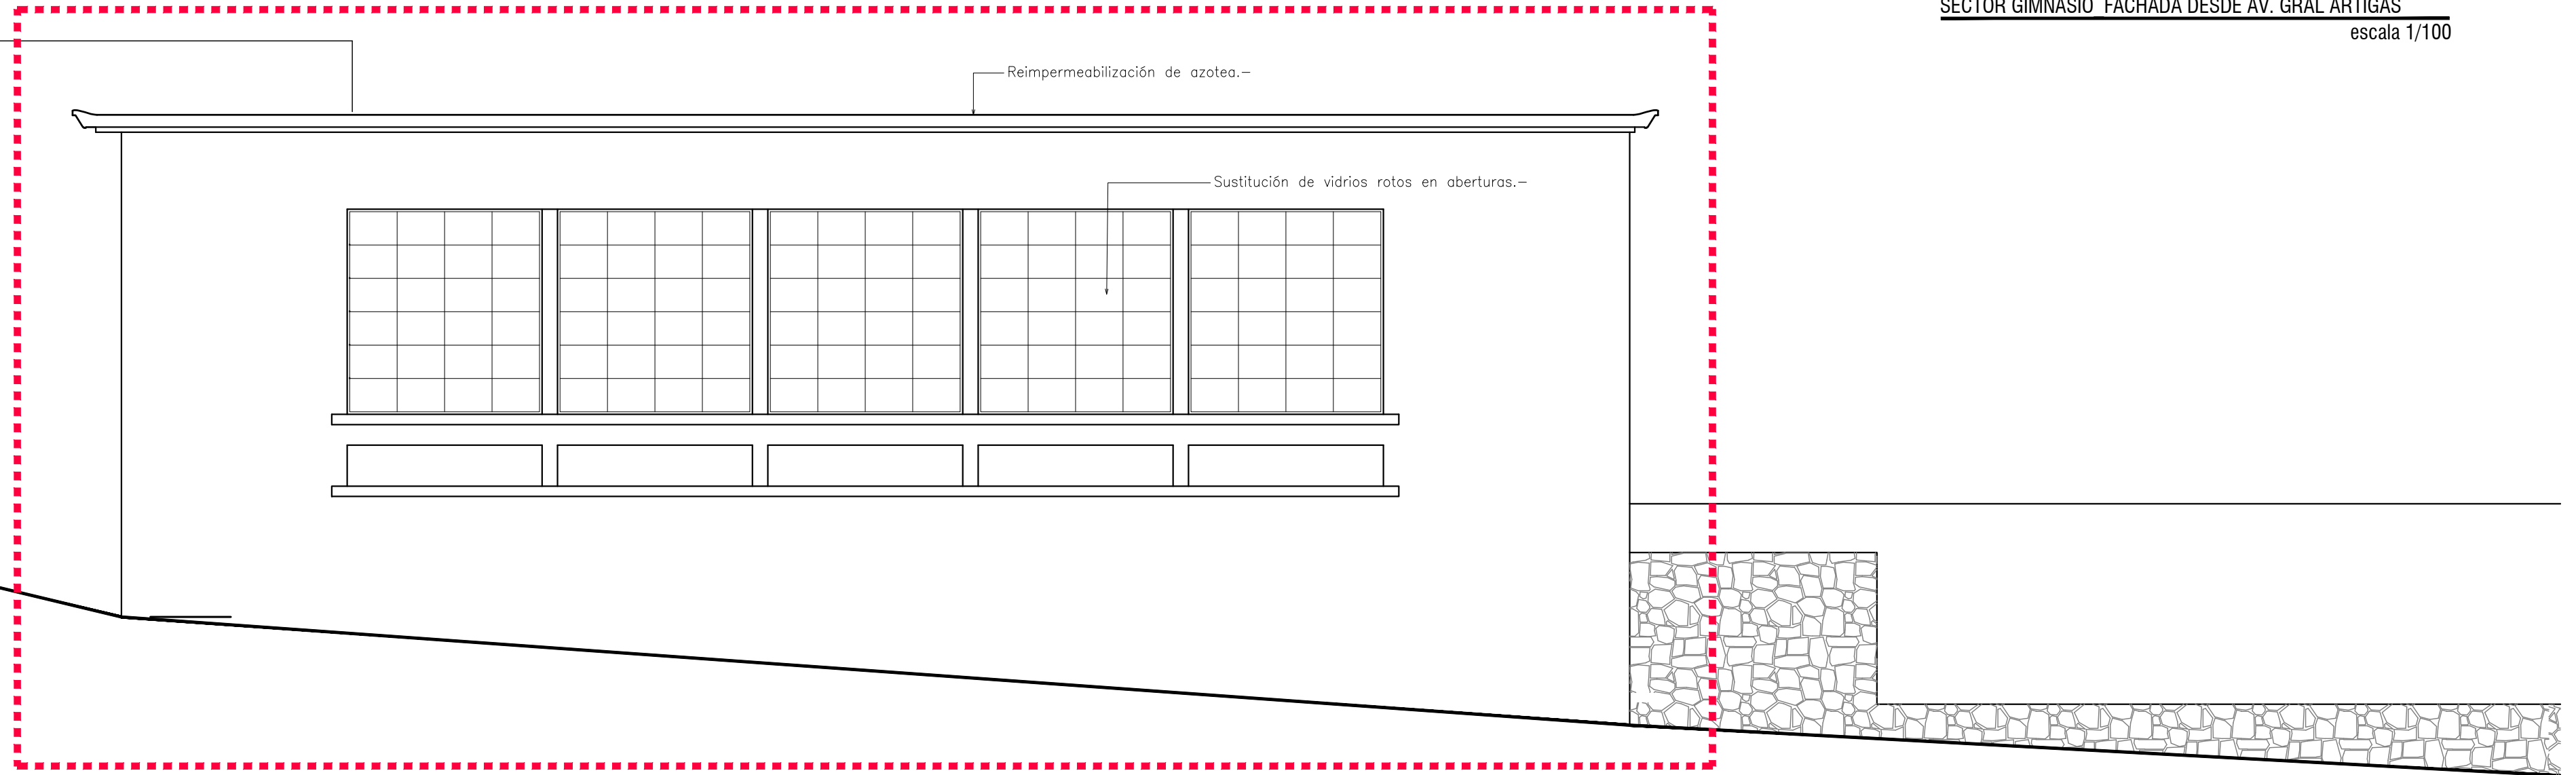 SECTOR GIMNASIO_FACHADA DESDE AV. GRAL ARTIGAS
escala 1/100
Reimpermeabilización de azotea.—
Sustitución de vidrios rotos en aberturas.—